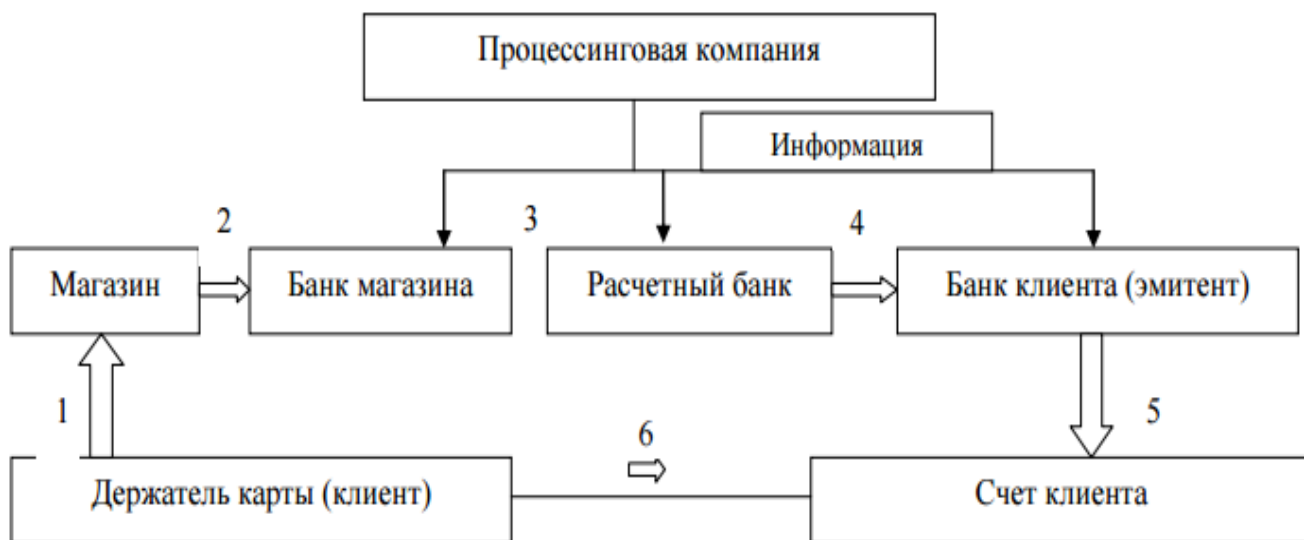 Процессинговая компания
Информация
2
3
4
Магазин
Банк магазина
Расчетный банк
Банк клиента (эмитент)
1
5
6
Держатель карты (клиент)
Счет клиента